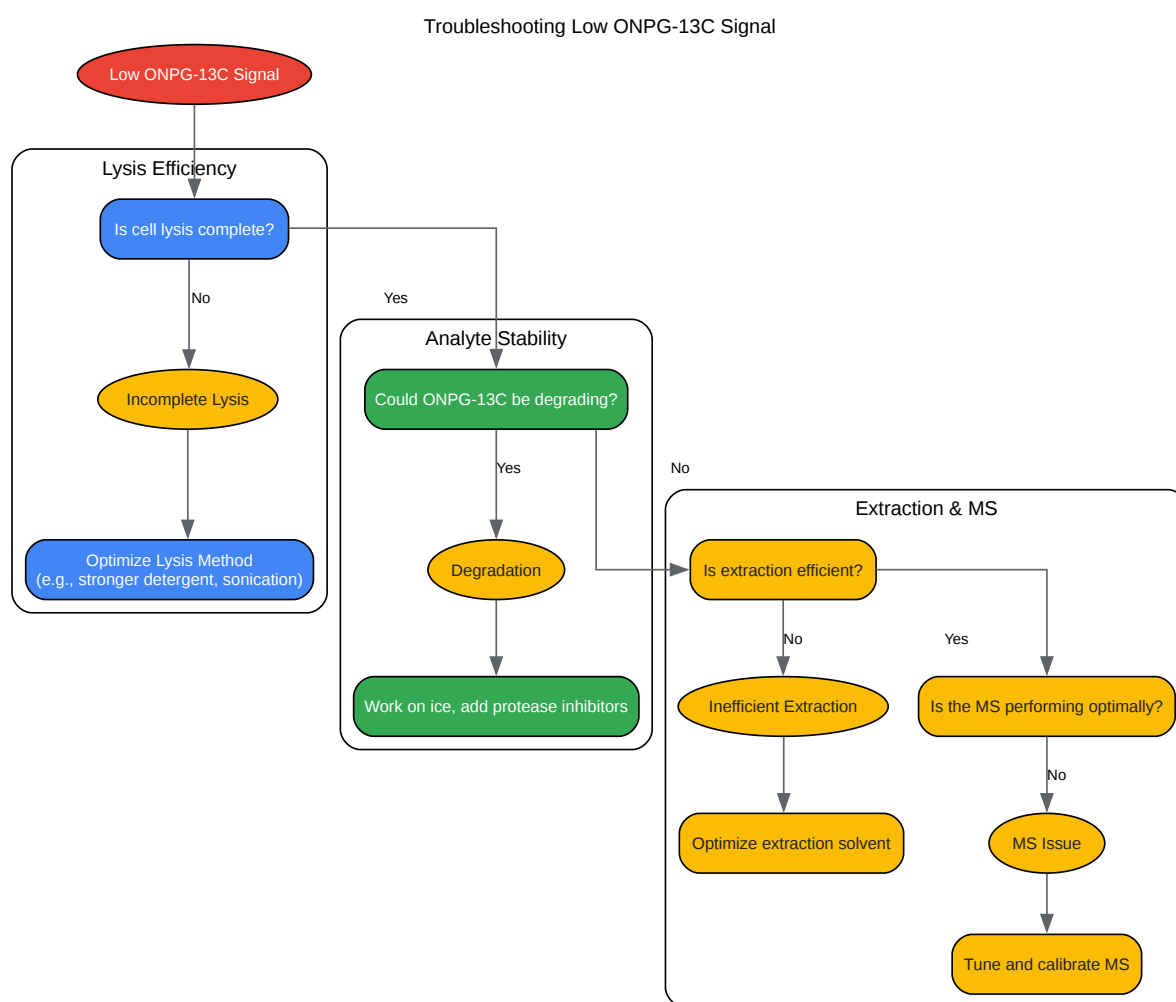 Troubleshooting Low ONPG-13C Signal
Low ONPG-13C Signal
Lysis Efficiency
Is cell lysis complete?
No
Yes
Incomplete Lysis
Optimize Lysis Method
(e.g., stronger detergent, sonication)
Analyte Stability
Could ONPG-13C be degrading?
Yes
No
Degradation
Work on ice, add protease inhibitors
Extraction & MS
Is extraction efficient?
No
Yes
Inefficient Extraction
Optimize extraction solvent
Is the MS performing optimally?
No
MS Issue
Tune and calibrate MS